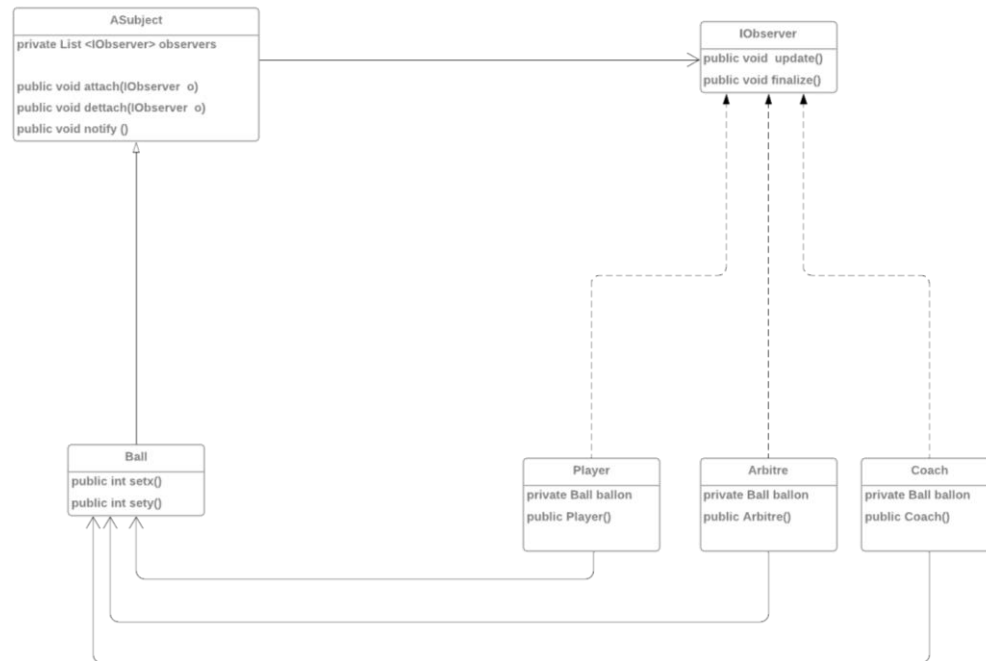 ASubject
private List <IObserver> observers
public void attach(IObserver o)
public void dettach(IObserver o)
public void notify ()
IObserver
public void update()
public void finalize()
Ball
public int setx()
public int sety()
Player
private Ball ballon
public Player()
Arbitre
private Ball ballon
public Arbitre()
Coach
private Ball ballon
public Coach()